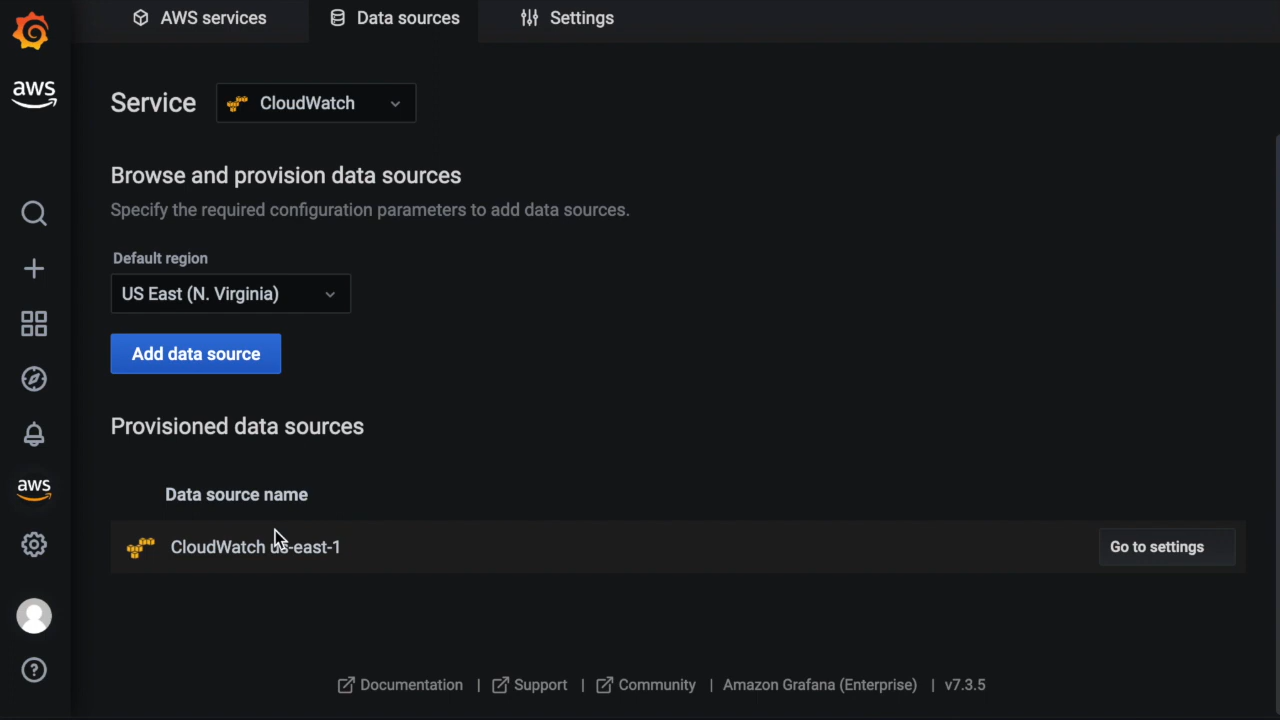 AWS services
Data sources
Settings
aws
Service
CloudWatch
Browse and provision data sources
Specify the required configuration parameters to add data sources.
Default region
US East (N. Virginia)
Add data source
Provisioned data sources
aws
Data source name
CloudWatch us-east-1
Go to settings
Documentation | Support | Community | Amazon Grafana (Enterprise) | v7.3.5